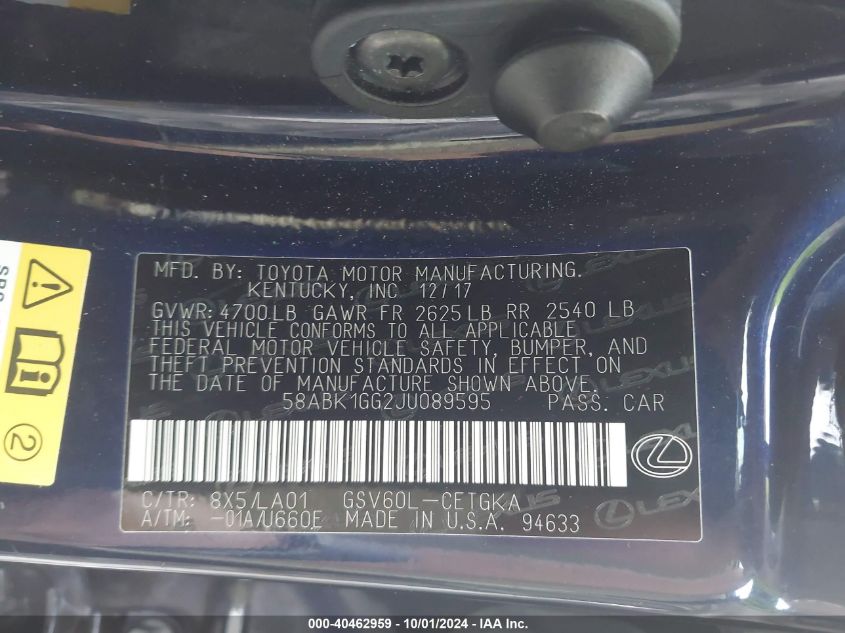 MFD. BY: TOYOTA MOTOR MANUFACTURING.
KENTUCKY, INC 12/17
GVWR: 4700LB GAWR FR 2625LB RR 2540 LB
THIS VEHICLE CONFORMS TO ALL APPLICABLE
FEDERAL MOTOR VEHICLE SAFETY, BUMPER, AND
THEFT PREVENTION STANDARDS IN EFFECT ON
THE DATE OF MANUFACTURE SHOWN ABOVE.
58ABK1GG2JU089595 PASS. CAR
C/TR: 8X5/LA01 GSV60L-CETGKA
A/TM: -01A/U660E MADE IN U.S.A. 94633
LEXUS
LEXUS
2
000-40462959 - 10/01/2024 - IAA Inc.